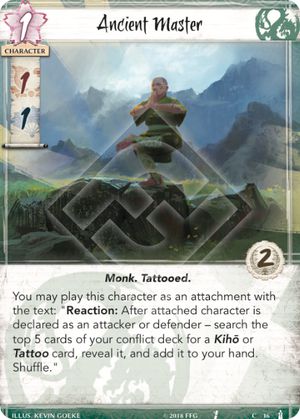 Ancient Master
1
CHARACTER
1
1
2
Monk. Tattooed.
You may play this character as an attachment with
the text: "Reaction: After attached character is
declared as an attacker or defender – search the
top 5 cards of your conflict deck for a Kihō or
Tattoo card, reveal it, and add it to your hand.
Shuffle."
ILLUS. KEVIN GOEKE
©2018 FFG
C 16